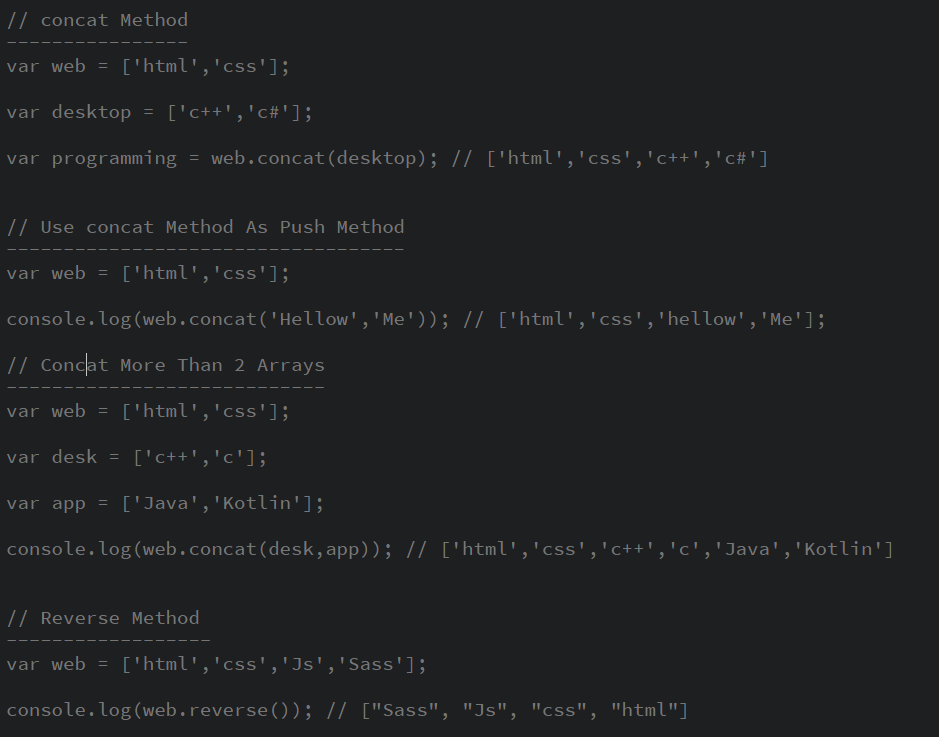 // concat Method
----------------
var web = ['html','css'];
var desktop = ['c++','c#'];
var programming = web.concat(desktop); // ['html','css','c++','c#']
// Use concat Method As Push Method
-----------------------------------
var web = ['html','css'];
console.log(web.concat('Hellow','Me')); // ['html','css','hellow','Me'];
// Concat More Than 2 Arrays
----------------------------
var web = ['html','css'];
var desk = ['c++','c'];
var app = ['Java','Kotlin'];
console.log(web.concat(desk,app)); // ['html','css','c++','c','Java','Kotlin']
// Reverse Method
------------------
var web = ['html','css','Js','Sass'];
console.log(web.reverse()); // ["Sass", "Js", "css", "html"]